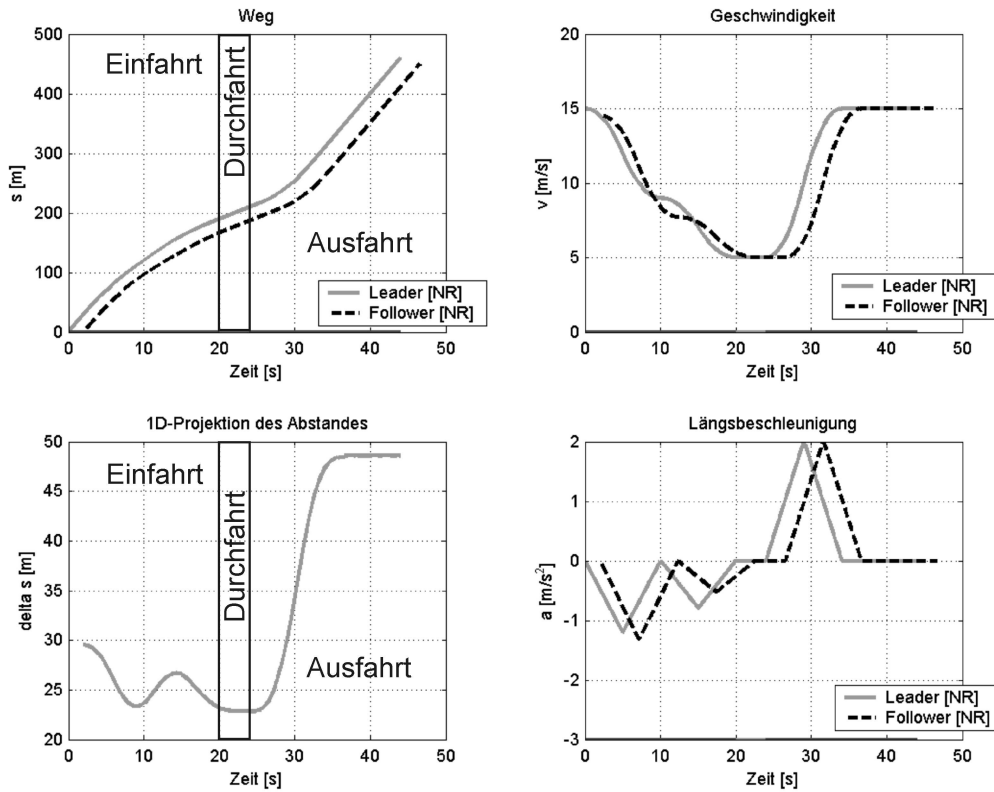 Weg
500
400
300
200
100
0
s [m]
Einfahrt
Durchfahrt
Ausfahrt
Leader [NR]
Follower [NR]
0 10 20 30 40 50
Zeit [s]
Geschwindigkeit
20
15
10
5
0
v [m/s]
Leader [NR]
Follower [NR]
0 10 20 30 40 50
Zeit [s]
1D-Projektion des Abstandes
50
45
40
35
30
25
20
delta s [m]
Einfahrt
Durchfahrt
Ausfahrt
0 10 20 30 40 50
Zeit [s]
Längsbeschleunigung
2
1
0
-1
-2
-3
a [m/s²]
Leader [NR]
Follower [NR]
0 10 20 30 40 50
Zeit [s]